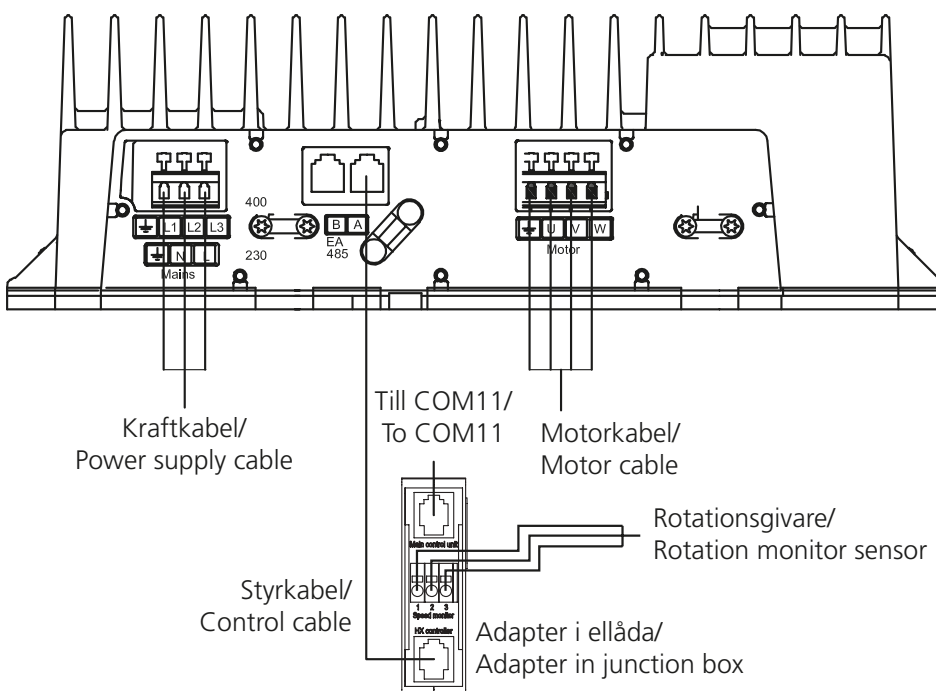 400
L1 L2 L3
B A
U V W
EA
485
Motor
N L
230
Mains
Kraftkabel/
Power supply cable
Till COM11/
To COM11
Motorkabel/
Motor cable
Main control unit
Rotationsgivare/
Rotation monitor sensor
1 2 3
Speed monitor
Styrkabel/
Control cable
HX controller
Adapter i ellåda/
Adapter in junction box